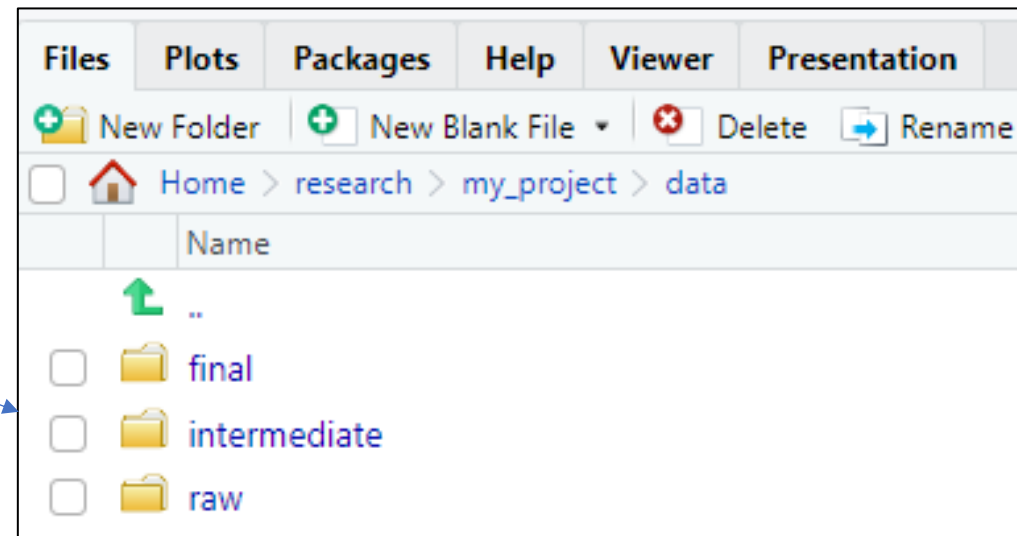 Files Plots Packages Help Viewer Presentation
New Folder New Blank File Delete Rename
Home > research > my_project > data
Name
..
final
intermediate
raw